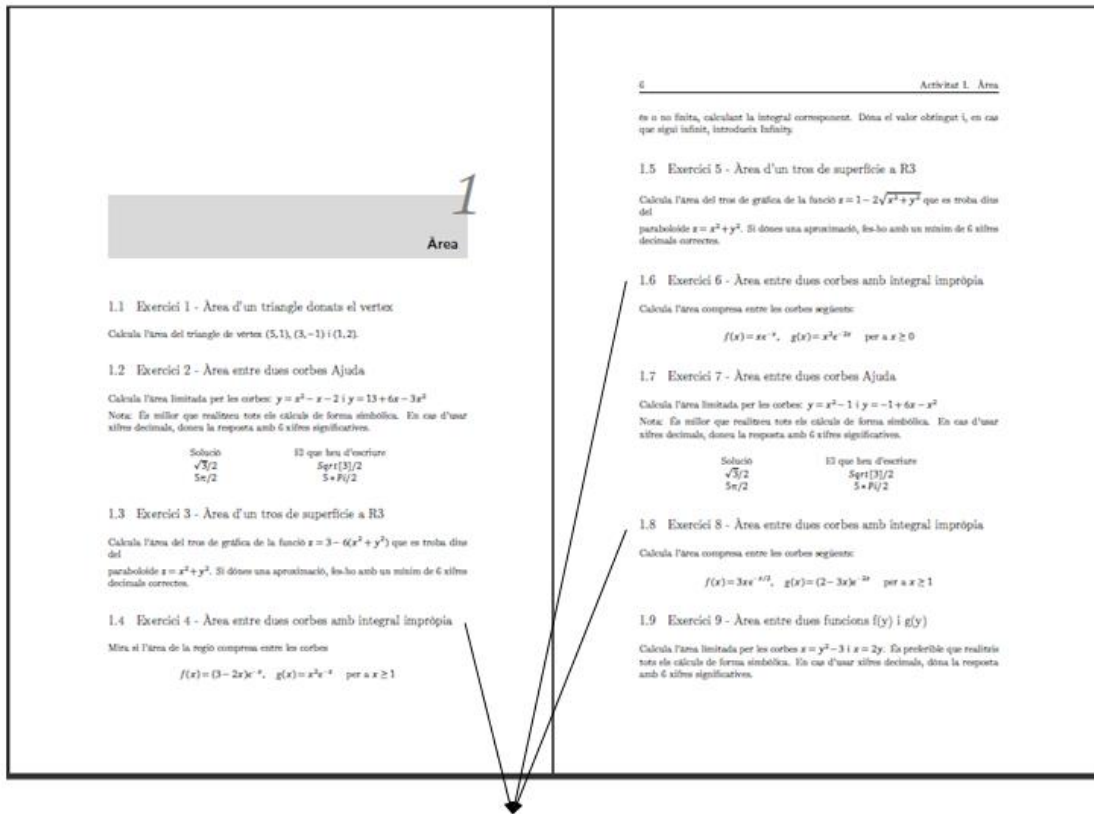 1
Àrea
1.1 Exercici 1 - Àrea d'un triangle donats el vertex
Calcula l'àrea del triangle de vèrtex (5,1), (3,−1) i (1,2).
1.2 Exercici 2 - Àrea entre dues corbes Ajuda
Calcula l'àrea limitada per les corbes: y = x² − x − 2 i y = 13 + 6x − 3x²
Nota: És millor que realitzeu tots els càlculs de forma simbòlica. En cas d'usar
xifres decimals, doneu la resposta amb 6 xifres significatives.
Solució El que heu d'escriure
√3/2 Sqrt[3]/2
5π/2 5∗Pi/2
1.3 Exercici 3 - Àrea d'un tros de superfície a R3
Calcula l'àrea del tros de gràfica de la funció z = 3 − 6(x² + y²) que es troba dins
del
paraboloide z = x² + y². Si dónes una aproximació, fes-ho amb un mínim de 6 xifres
decimals correctes.
1.4 Exercici 4 - Àrea entre dues corbes amb integral impròpia
Mira si l'àrea de la regió compresa entre les corbes
f(x) = (3 − 2x)e⁻ˣ, g(x) = x²e⁻ˣ per a x ≥ 1
6 Activitat 1. Àrea
és o no finita, calculant la integral corresponent. Dóna el valor obtingut i, en cas
que sigui infinit, introdueix Infinity.
1.5 Exercici 5 - Àrea d'un tros de superfície a R3
Calcula l'àrea del tros de gràfica de la funció z = 1 − 2√(x² + y²) que es troba dins
del
paraboloide z = x² + y². Si dónes una aproximació, fes-ho amb un mínim de 6 xifres
decimals correctes.
1.6 Exercici 6 - Àrea entre dues corbes amb integral impròpia
Calcula l'àrea compresa entre les corbes següents:
f(x) = xe⁻ˣ, g(x) = x²e⁻²ˣ per a x ≥ 0
1.7 Exercici 7 - Àrea entre dues corbes Ajuda
Calcula l'àrea limitada per les corbes: y = x² − 1 i y = −1 + 6x − x²
Nota: És millor que realitzeu tots els càlculs de forma simbòlica. En cas d'usar
xifres decimals, doneu la resposta amb 6 xifres significatives.
Solució El que heu d'escriure
√3/2 Sqrt[3]/2
5π/2 5∗Pi/2
1.8 Exercici 8 - Àrea entre dues corbes amb integral impròpia
Calcula l'àrea compresa entre les corbes següents:
f(x) = 3xe⁻ˣ/², g(x) = (2 − 3x)e⁻²ˣ per a x ≥ 1
1.9 Exercici 9 - Àrea entre dues funcions f(y) i g(y)
Calcula l'àrea limitada per les corbes x = y² − 3 i x = 2y. És preferible que realitzis
tots els càlculs de forma simbòlica. En cas d'usar xifres decimals, dóna la resposta
amb 6 xifres significatives.